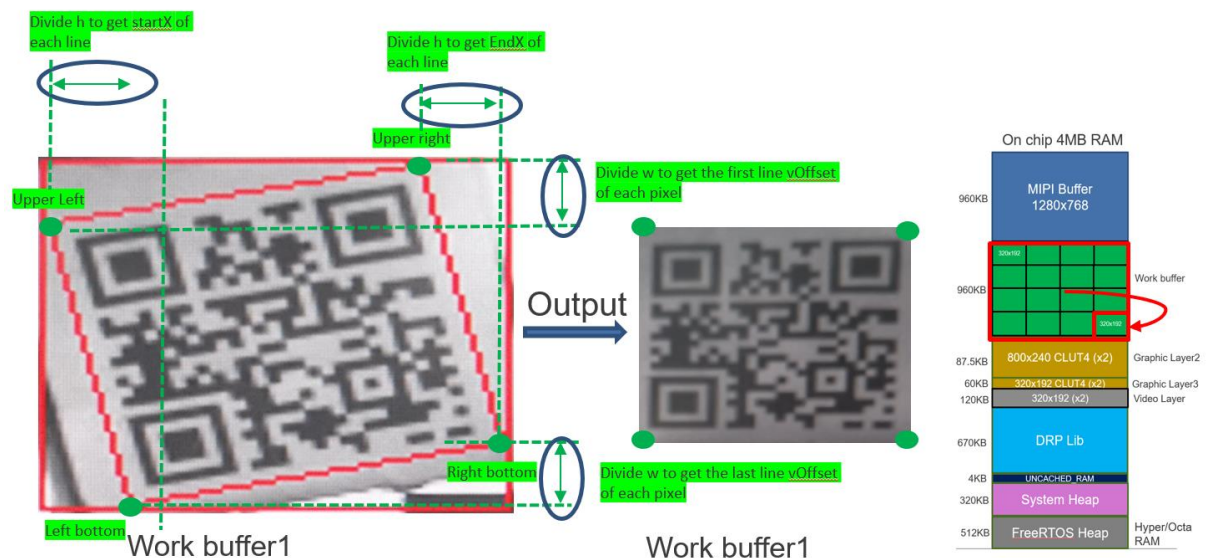 Divide h to get startX of
each line
Divide h to get EndX of
each line
Upper right
Upper Left
Divide w to get the first line vOffset
of each pixel
Output
Right bottom
Divide w to get the last line vOffset
of each pixel
Left bottom
Work buffer1
Work buffer1
On chip 4MB RAM
960KB
MIPI Buffer
1280x768
320x192
960KB
Work buffer
320x192
87.5KB
800x240 CLUT4 (x2)
Graphic Layer2
60KB
320x192 CLUT4 (x2)
Graphic Layer3
120KB
320x192 (x2)
Video Layer
670KB
DRP Lib
4KB
UNCACHED_RAM
320KB
System Heap
512KB
FreeRTOS Heap
Hyper/Octa
RAM